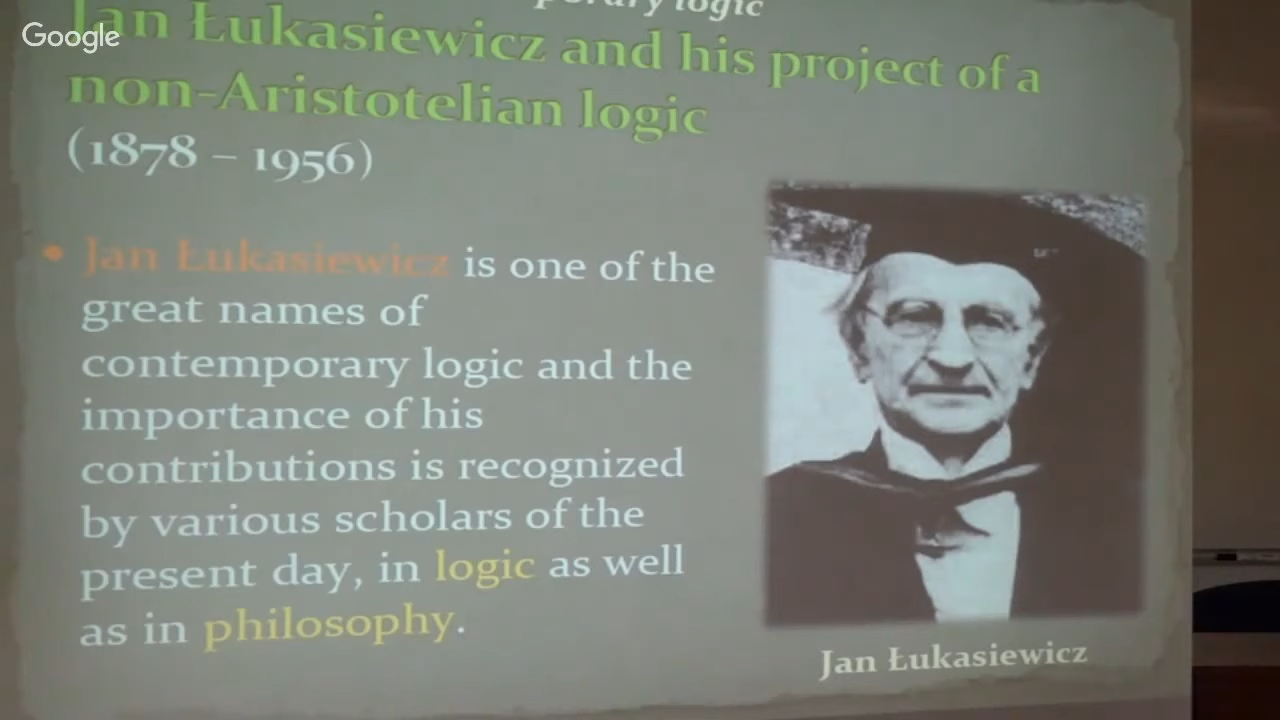 logic
Google
Jan Łukasiewicz and his project of a
non-Aristotelian logic
(1878 – 1956)
• Jan Łukasiewicz is one of the
great names of
contemporary logic and the
importance of his
contributions is recognized
by various scholars of the
present day, in logic as well
as in philosophy.
Jan Łukasiewicz